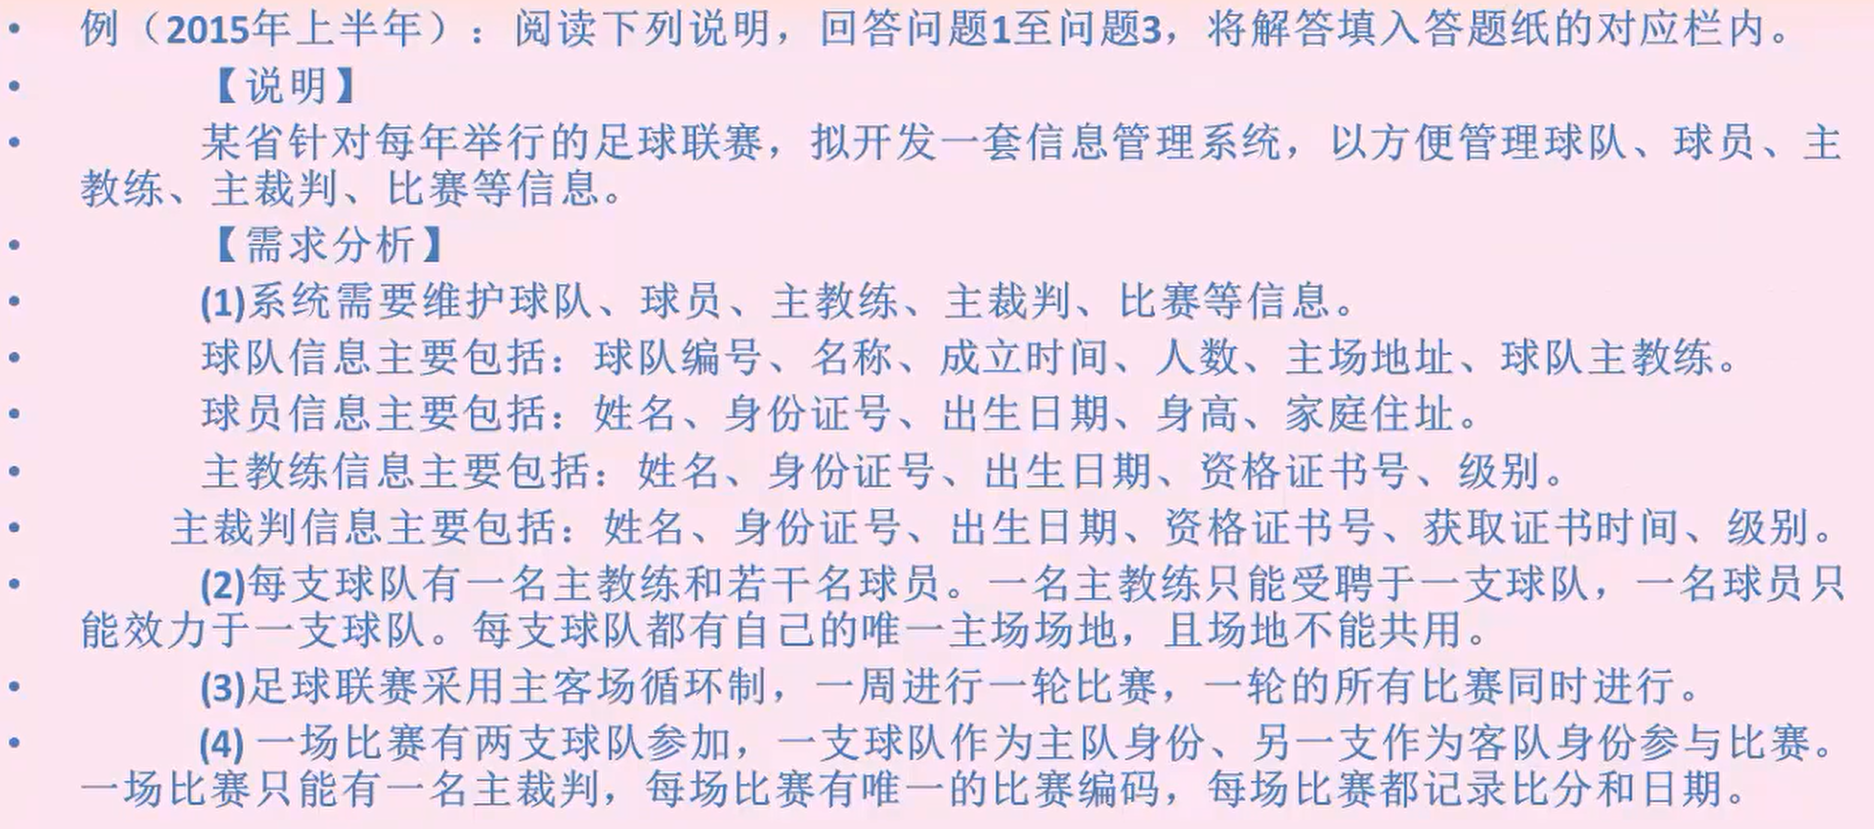 • 例（2015年上半年）：阅读下列说明，回答问题1至问题3，将解答填入答题纸的对应栏内。
• 【说明】
• 某省针对每年举行的足球联赛，拟开发一套信息管理系统，以方便管理球队、球员、主
教练、主裁判、比赛等信息。
• 【需求分析】
• (1)系统需要维护球队、球员、主教练、主裁判、比赛等信息。
• 球队信息主要包括：球队编号、名称、成立时间、人数、主场地址、球队主教练。
• 球员信息主要包括：姓名、身份证号、出生日期、身高、家庭住址。
• 主教练信息主要包括：姓名、身份证号、出生日期、资格证书号、级别。
• 主裁判信息主要包括：姓名、身份证号、出生日期、资格证书号、获取证书时间、级别。
• (2)每支球队有一名主教练和若干名球员。一名主教练只能受聘于一支球队，一名球员只
能效力于一支球队。每支球队都有自己的唯一主场场地，且场地不能共用。
• (3)足球联赛采用主客场循环制，一周进行一轮比赛，一轮的所有比赛同时进行。
• (4) 一场比赛有两支球队参加，一支球队作为主队身份、另一支作为客队身份参与比赛。
一场比赛只能有一名主裁判，每场比赛有唯一的比赛编码，每场比赛都记录比分和日期。